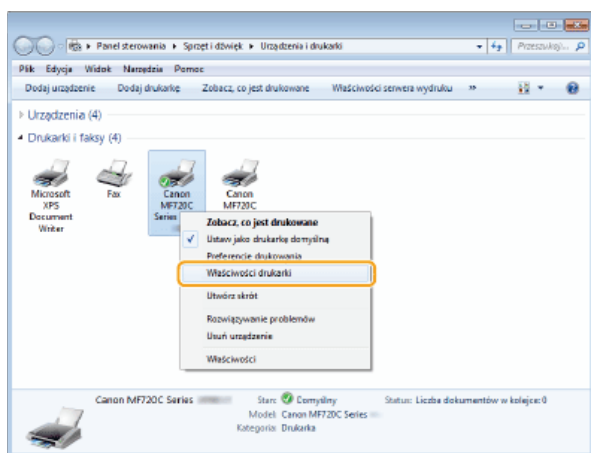 Panel sterowania ▸ Sprzęt i dźwięk ▸ Urządzenia i drukarki
Plik Edycja Widok Narzędzia Pomoc
Dodaj urządzenie Dodaj drukarkę Zobacz, co jest drukowane Właściwości serwera wydruku »
Urządzenia (4)
Drukarki i faksy (4)
Microsoft XPS Document Writer
Fax
Canon MF720C Series
Canon MF720C
Zobacz, co jest drukowane
Ustaw jako drukarkę domyślną
Preferencje drukowania
Właściwości drukarki
Utwórz skrót
Rozwiązywanie problemów
Usuń urządzenie
Właściwości
Canon MF720C Series
Stan: Domyślny
Status: Liczba dokumentów w kolejce: 0
Model: Canon MF720C Series
Kategoria: Drukarka